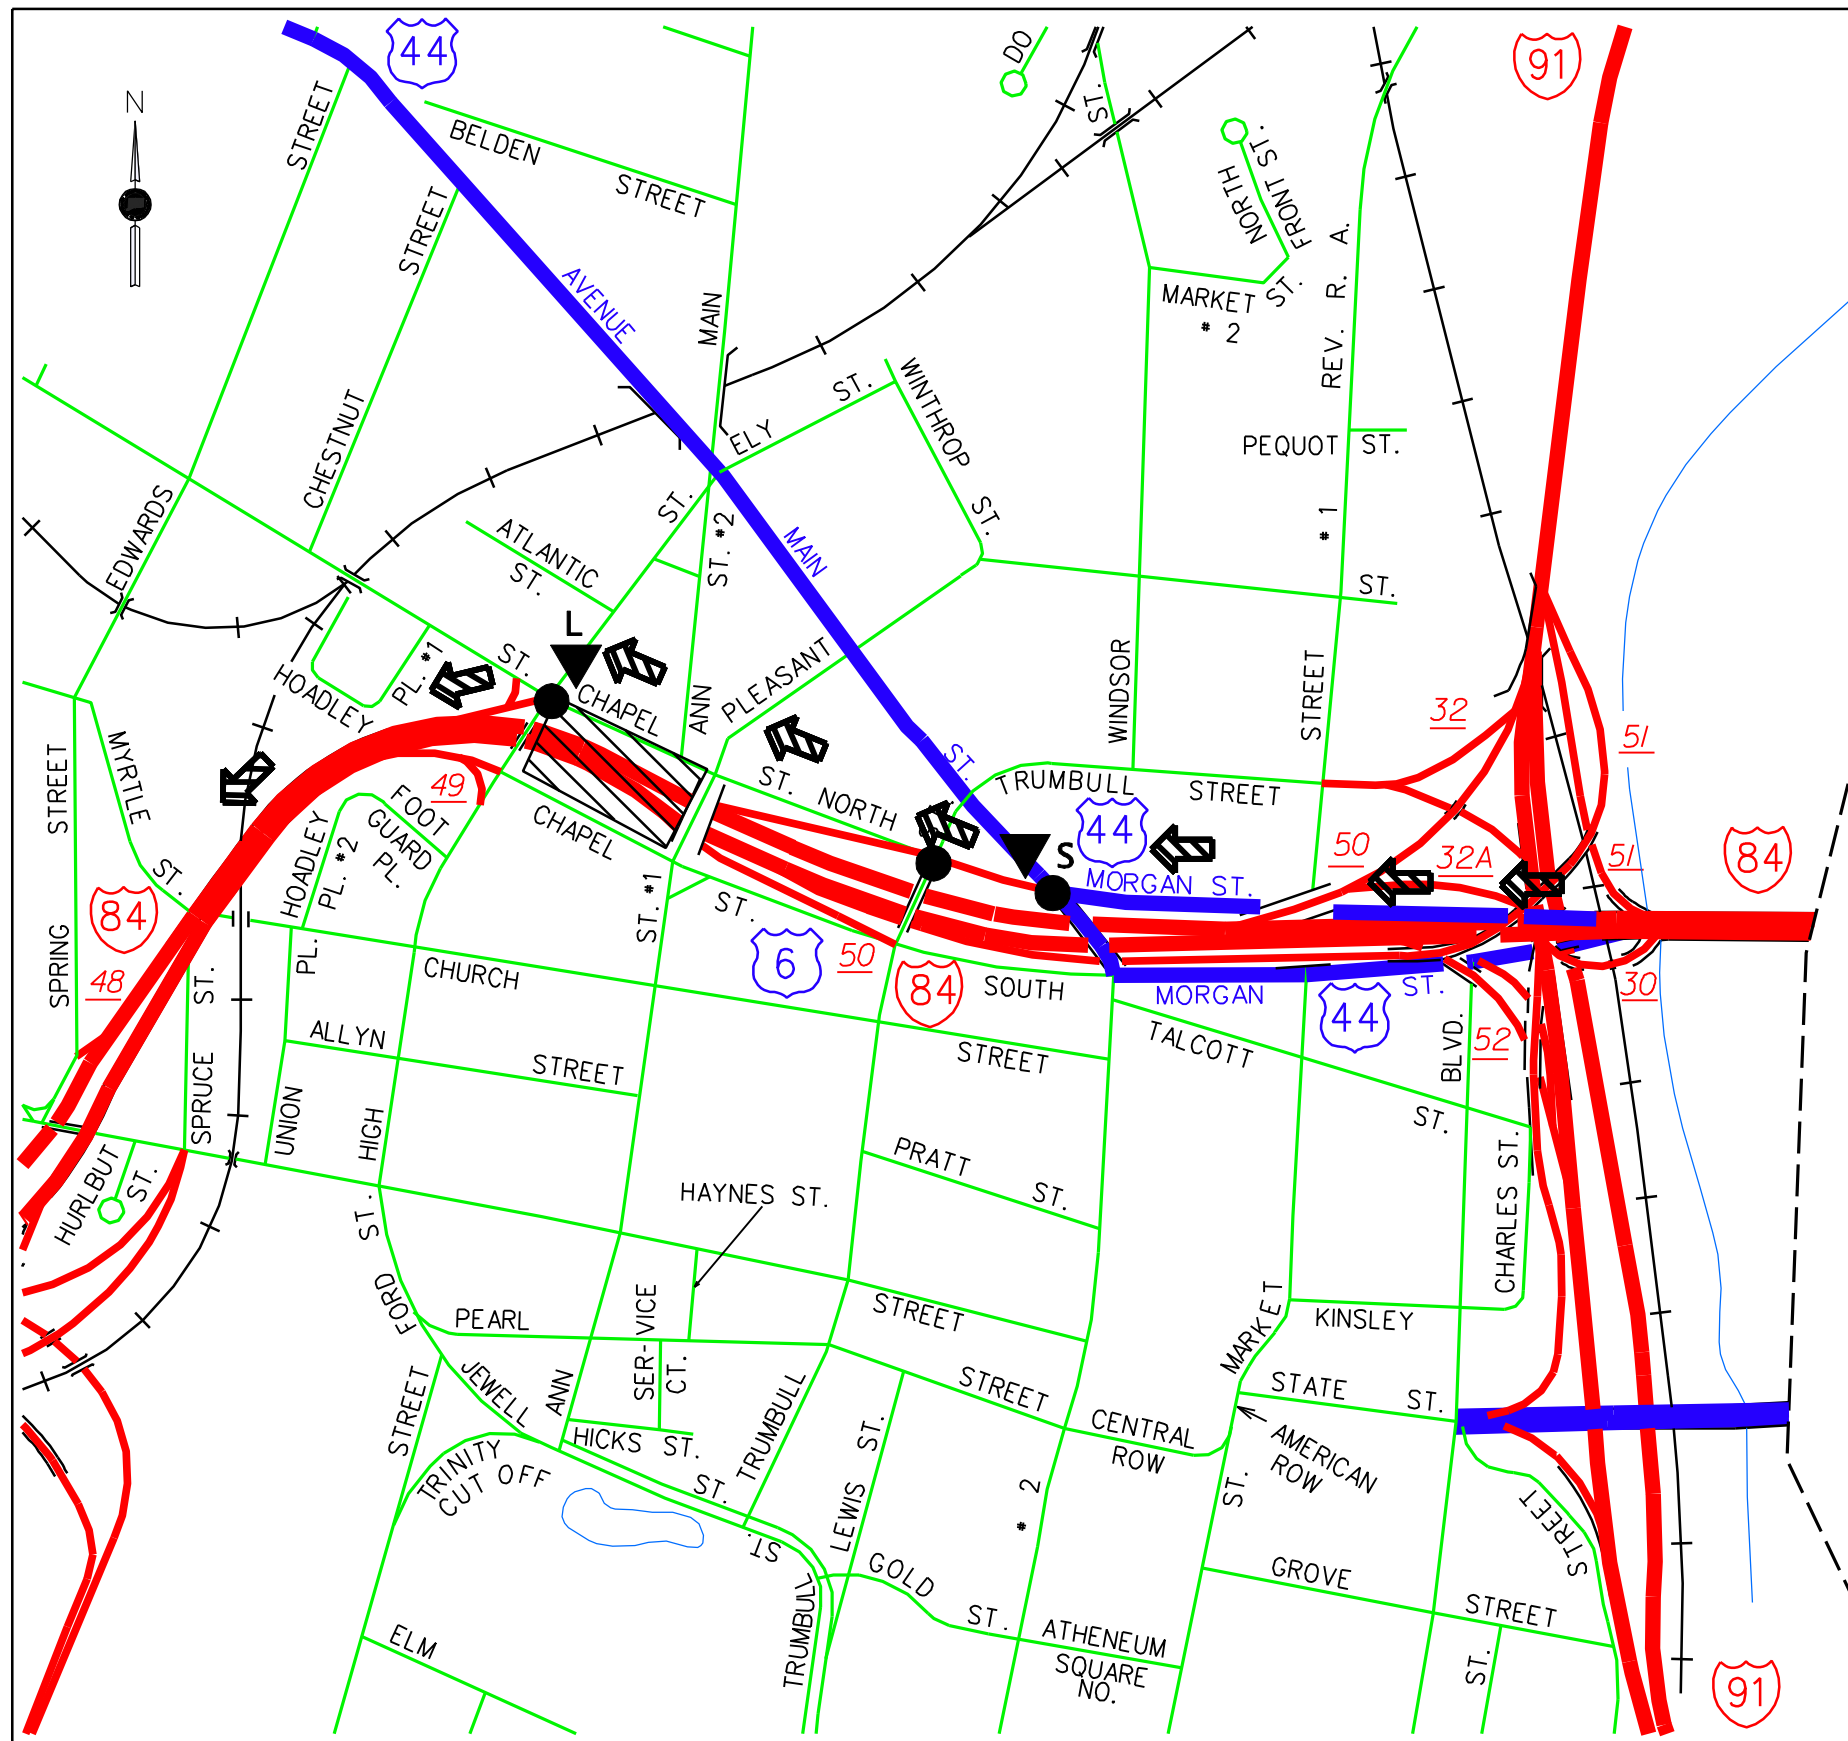 44
91
DO
N
STREET
BELDEN
STREET
ST.
STREET
NORTH
FRONT ST.
AVENUE
MAIN
MARKET ST.
# 2
REV. R. A.
ST.
ELY
WINTHROP
ST.
CHESTNUT
PEQUOT ST.
EDWARDS
ST.
ATLANTIC
ST.
ST. #2
MAIN
# 1
ST.
L
ST.
HOADLEY
PL. #1
CHAPEL
ANN
PLEASANT
WINDSOR
STREET
32
51
MYRTLE
STREET
ST.
49
FOOT
GUARD
PL.
CHAPEL
ST. NORTH
TRUMBULL
STREET
HOADLEY
PL. #2
44
S
50
32A
51
84
ST.
84
SPRING
48
ST.
PL.
ST. #1
ST.
MORGAN ST.
6
50
84
CHURCH
SOUTH
MORGAN
ST.
44
30
ALLYN
STREET
STREET
TALCOTT
BLVD.
52
SPRUCE
UNION
HIGH
ST.
HURLBUT
ST.
PRATT
ST.
HAYNES ST.
CHARLES ST.
ST.
FORD
PEARL
SER-VICE
CT.
STREET
MARKET
KINSLEY
JEWELL
ANN
STREET
STREET
STATE
ST.
HICKS ST.
TRUMBULL
ST.
LEWIS
ST.
CENTRAL
ROW
AMERICAN
ROW
TRINITY
CUT OFF
# 2
ST.
STREET
ST.
GOLD
ST.
GROVE
STREET
TRUMBULL
ELM
ATHENEUM
SQUARE
NO.
ST.
91